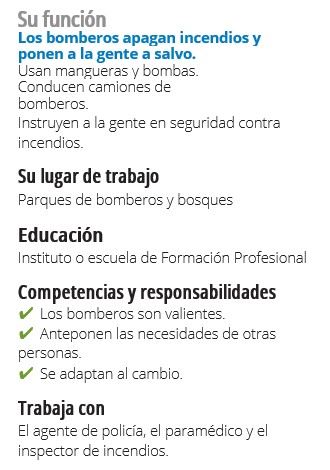 Su función
Los bomberos apagan incendios y
ponen a la gente a salvo.
Usan mangueras y bombas.
Conducen camiones de
bomberos.
Instruyen a la gente en seguridad contra
incendios.
Su lugar de trabajo
Parques de bomberos y bosques
Educación
Instituto o escuela de Formación Profesional
Competencias y responsabilidades
✔ Los bomberos son valientes.
✔ Anteponen las necesidades de otras
personas.
✔ Se adaptan al cambio.
Trabaja con
El agente de policía, el paramédico y el
inspector de incendios.